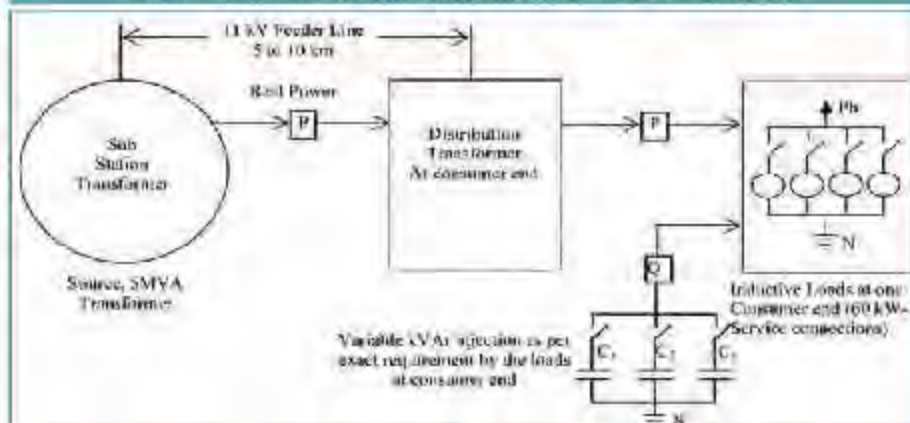 11 kV Feeder Line
5 to 10 km
Real Power
P
P
Sub
Station
Transformer
Distribution
Transformer
At consumer end
Ph
N
Source, 5MVA
Transformer
Q
Inductive Loads at one
Consumer end (60 kW-
Service connections)
Variable kVAr injection as per
exact requirement by the loads
at consumer end
C₁
C₂
N